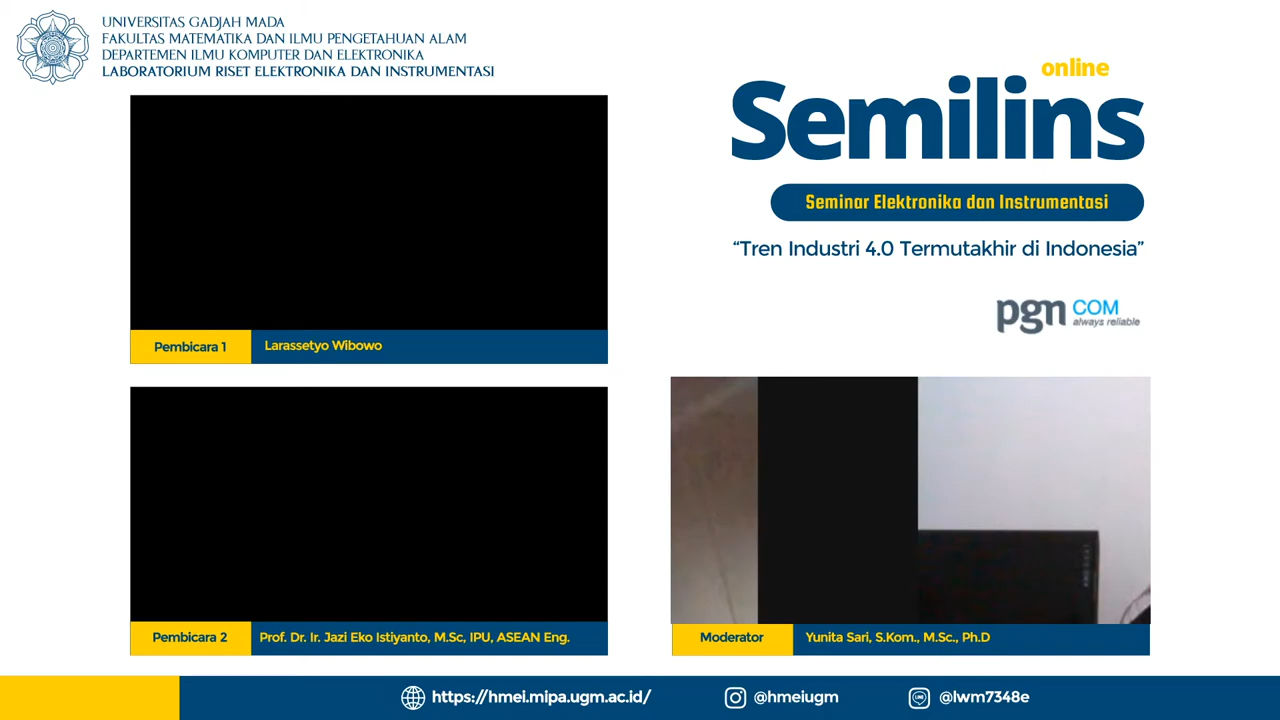 UNIVERSITAS GADJAH MADA
FAKULTAS MATEMATIKA DAN ILMU PENGETAHUAN ALAM
DEPARTEMEN ILMU KOMPUTER DAN ELEKTRONIKA
LABORATORIUM RISET ELEKTRONIKA DAN INSTRUMENTASI
online
Semilins
Seminar Elektronika dan Instrumentasi
“Tren Industri 4.0 Termutakhir di Indonesia”
pgn COM
always reliable
Pembicara 1 Larassetyo Wibowo
Pembicara 2 Prof. Dr. Ir. Jazi Eko Istiyanto, M.Sc, IPU, ASEAN Eng.
Moderator Yunita Sari, S.Kom., M.Sc., Ph.D
https://hmei.mipa.ugm.ac.id/ @hmeiugm @lwm7348e